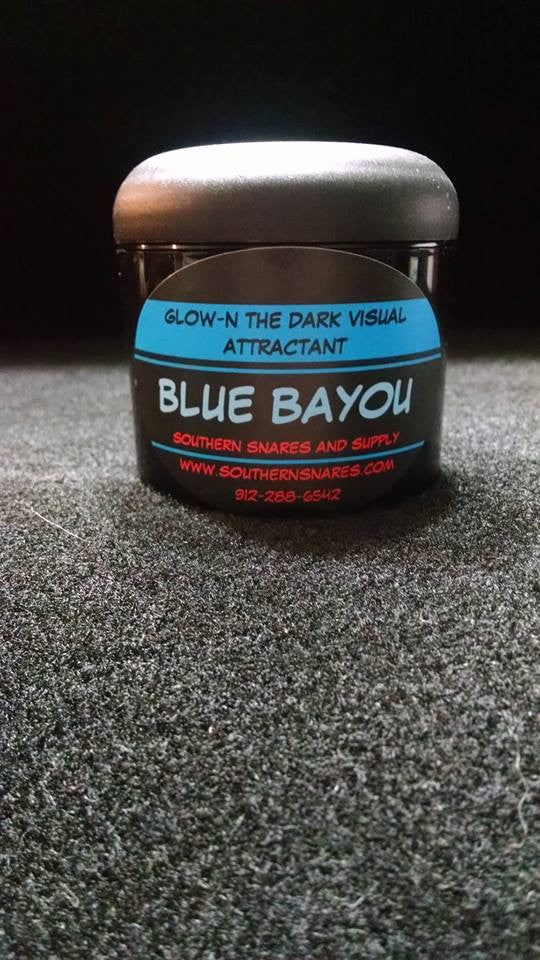 GLOW-N THE DARK VISUAL
ATTRACTANT
BLUE BAYOU
SOUTHERN SNARES AND SUPPLY
WWW.SOUTHERNSNARES.COM
912-288-6542